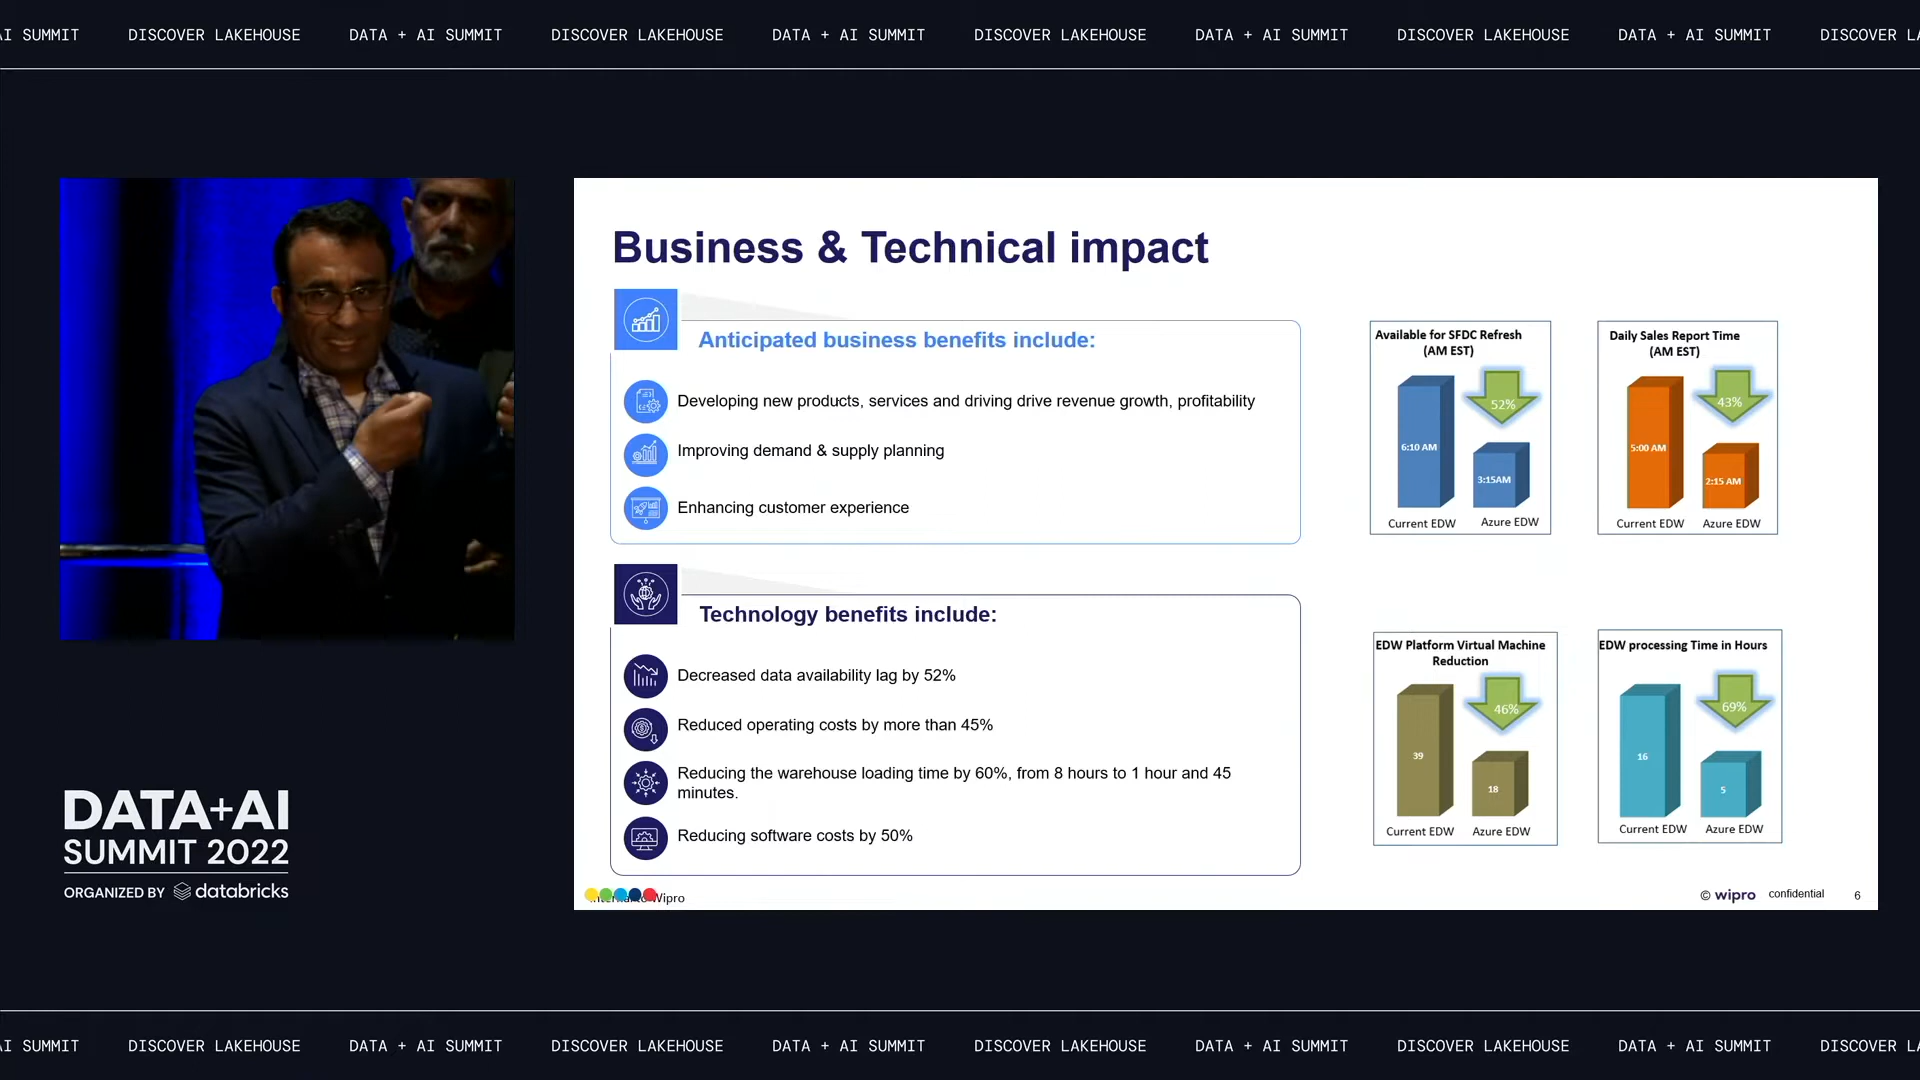 AI SUMMIT DISCOVER LAKEHOUSE DATA + AI SUMMIT DISCOVER LAKEHOUSE DATA + AI SUMMIT DISCOVER LAKEHOUSE DATA + AI SUMMIT DISCOVER LAKEHOUSE DATA + AI SUMMIT DISCOVER LA
Business & Technical impact
Anticipated business benefits include:
Developing new products, services and driving drive revenue growth, profitability
Improving demand & supply planning
Enhancing customer experience
Technology benefits include:
Decreased data availability lag by 52%
Reduced operating costs by more than 45%
Reducing the warehouse loading time by 60%, from 8 hours to 1 hour and 45
minutes.
Reducing software costs by 50%
Available for SFDC Refresh
(AM EST)
52%
6:10 AM
3:15AM
Current EDW Azure EDW
Daily Sales Report Time
(AM EST)
43%
5:00 AM
2:15 AM
Current EDW Azure EDW
EDW Platform Virtual Machine
Reduction
46%
39
18
Current EDW Azure EDW
EDW processing Time in Hours
69%
16
5
Current EDW Azure EDW
Wipro
© wipro confidential 6
DATA+AI
SUMMIT 2022
ORGANIZED BY databricks
AI SUMMIT DISCOVER LAKEHOUSE DATA + AI SUMMIT DISCOVER LAKEHOUSE DATA + AI SUMMIT DISCOVER LAKEHOUSE DATA + AI SUMMIT DISCOVER LAKEHOUSE DATA + AI SUMMIT DISCOVER LA